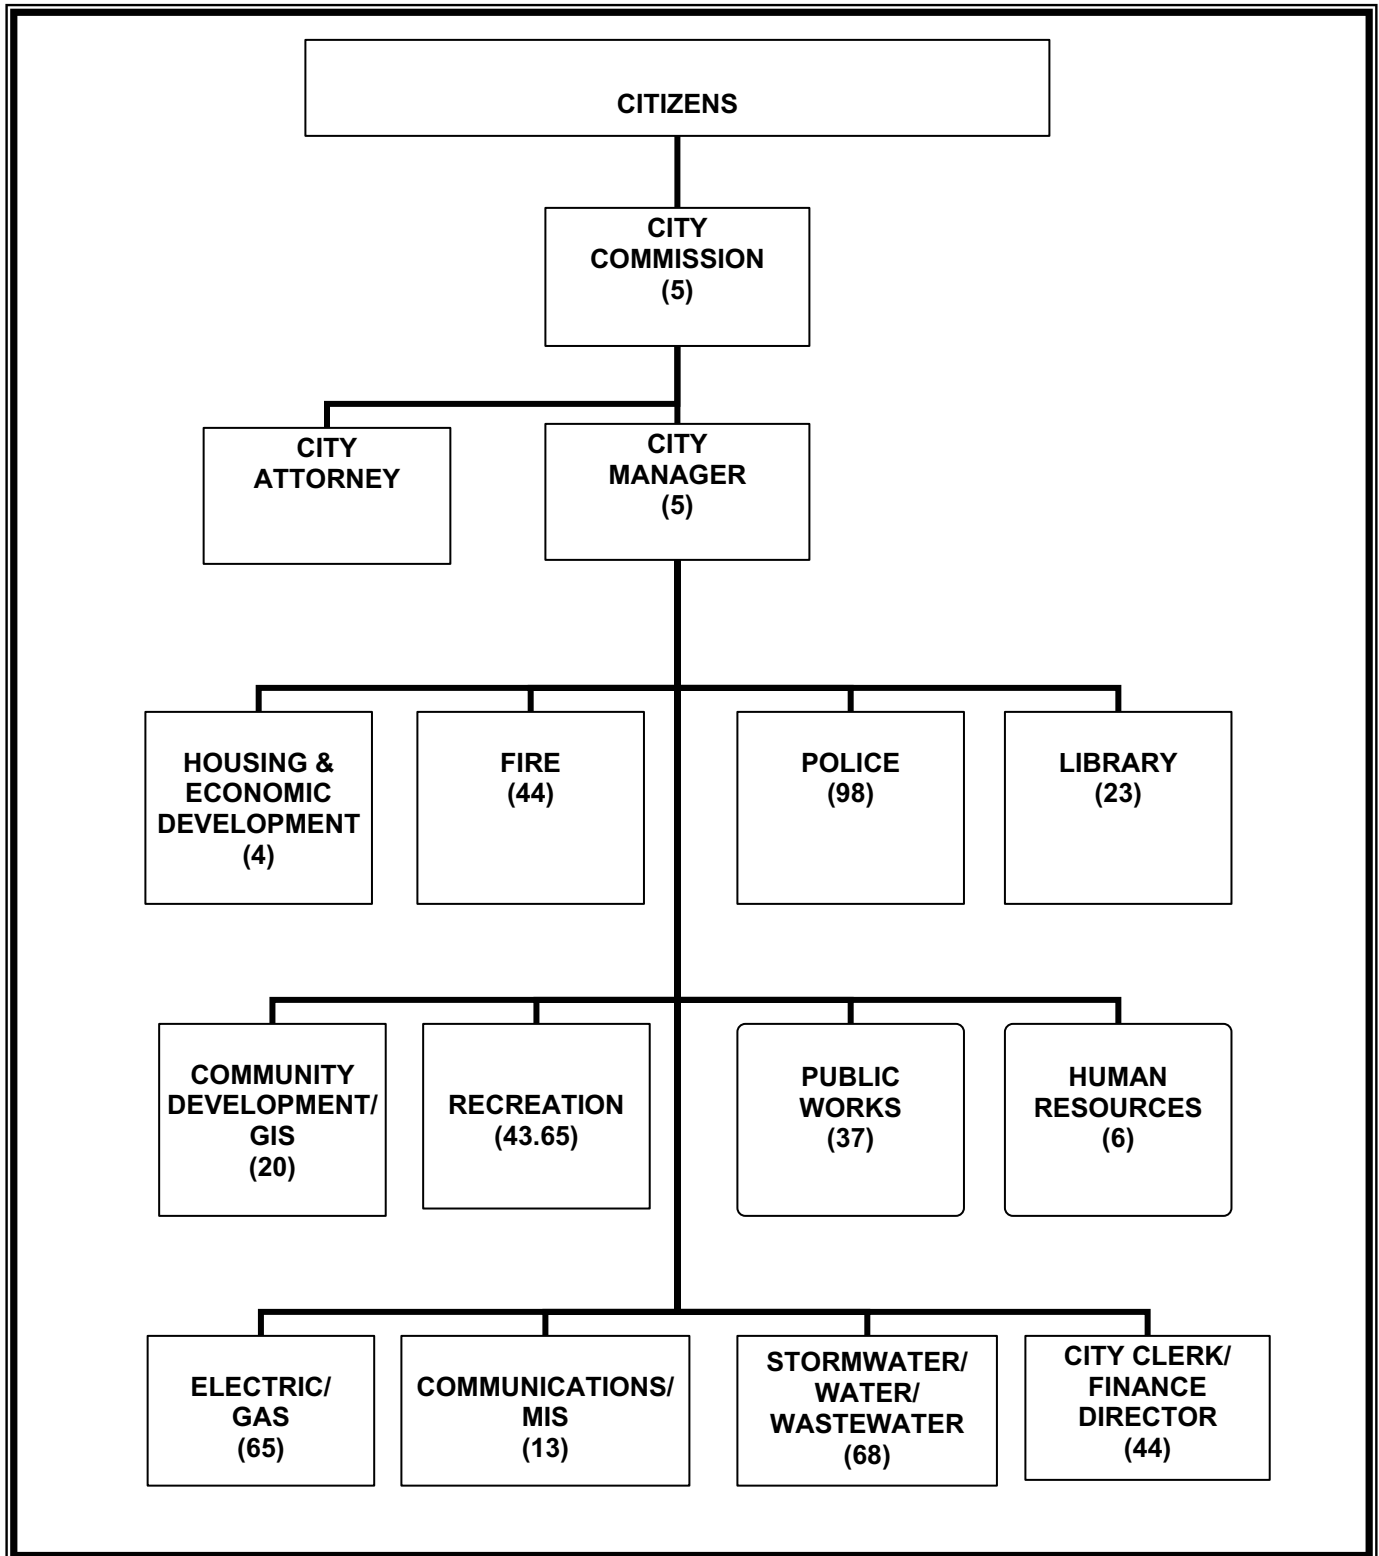 CITIZENS
CITY
COMMISSION
(5)
CITY
ATTORNEY
CITY
MANAGER
(5)
HOUSING &
ECONOMIC
DEVELOPMENT
(4)
FIRE
(44)
POLICE
(98)
LIBRARY
(23)
COMMUNITY
DEVELOPMENT/
GIS
(20)
RECREATION
(43.65)
PUBLIC
WORKS
(37)
HUMAN
RESOURCES
(6)
ELECTRIC/
GAS
(65)
COMMUNICATIONS/
MIS
(13)
STORMWATER/
WATER/
WASTEWATER
(68)
CITY CLERK/
FINANCE
DIRECTOR
(44)